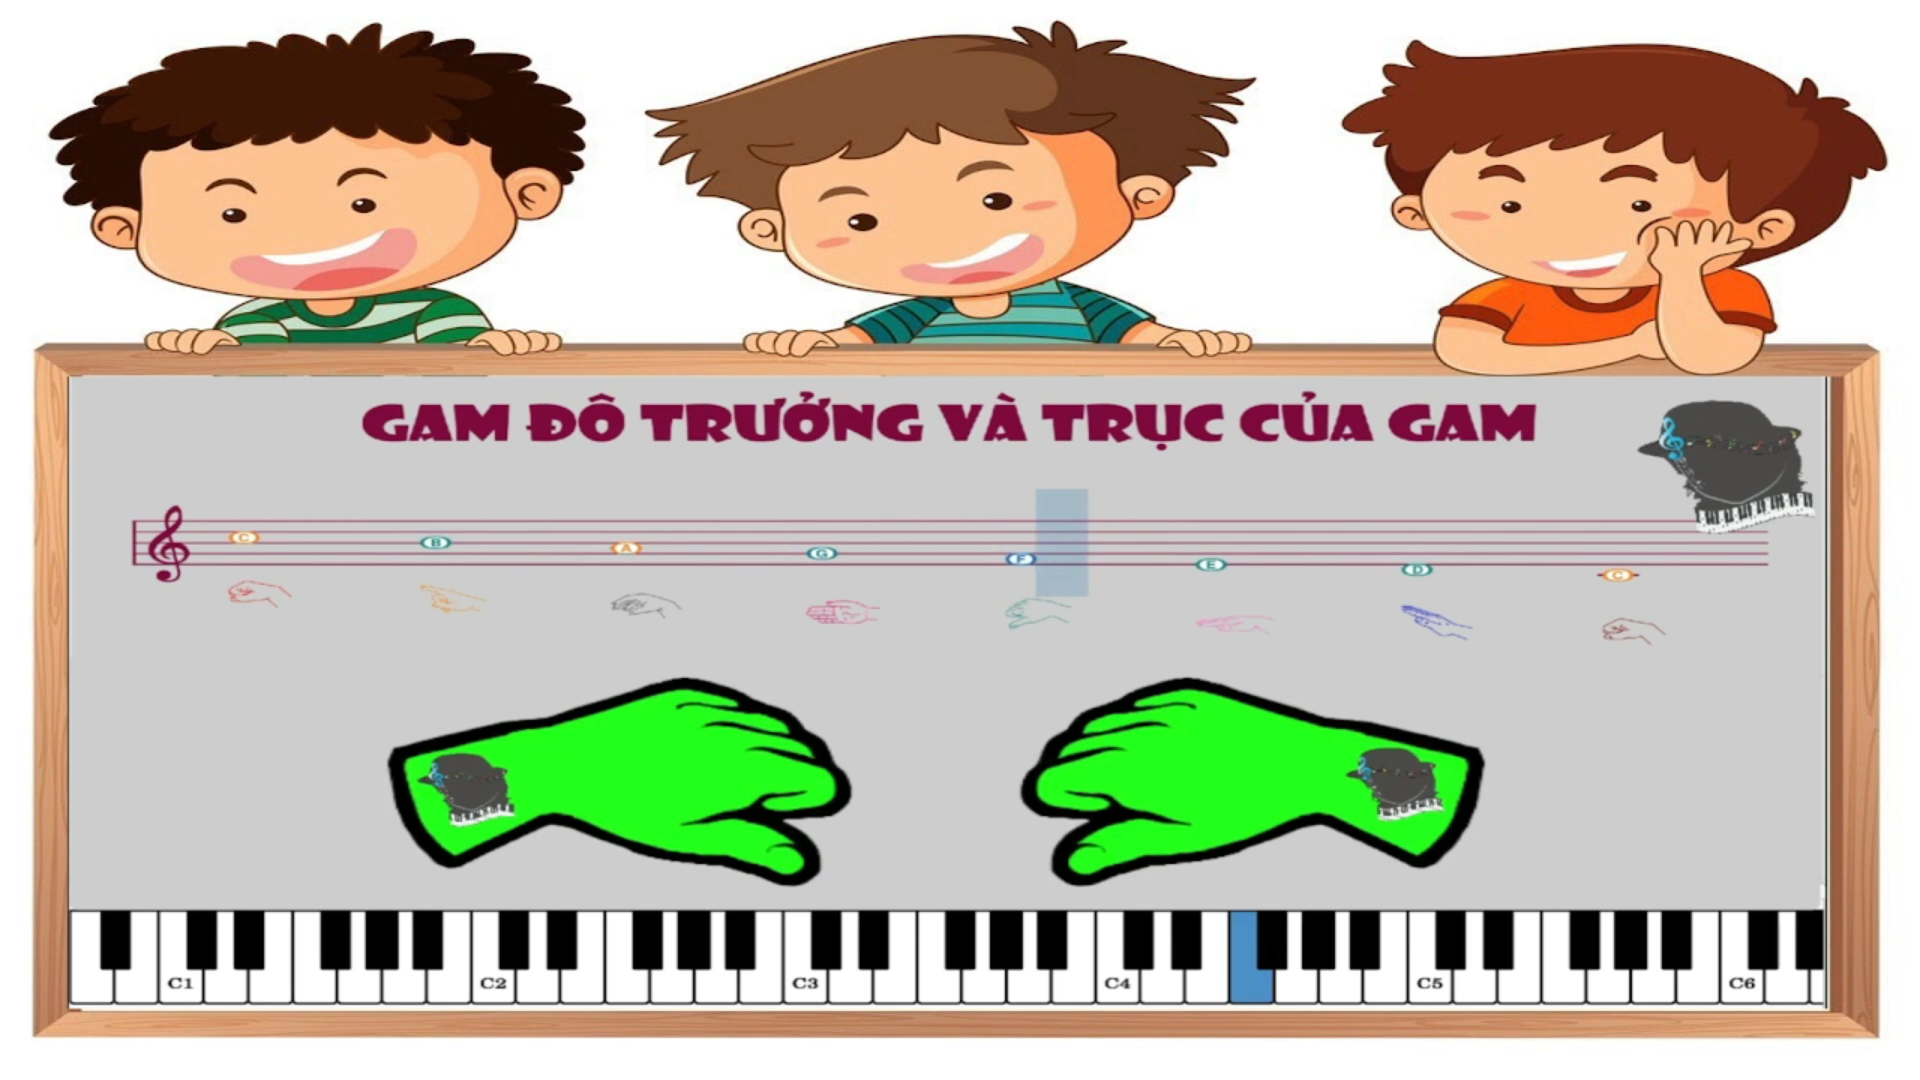 GAM ĐÔ TRƯỞNG VÀ TRỤC CỦA GAM
C B A G F E D C
C1 C2 C3 C4 C5 C6